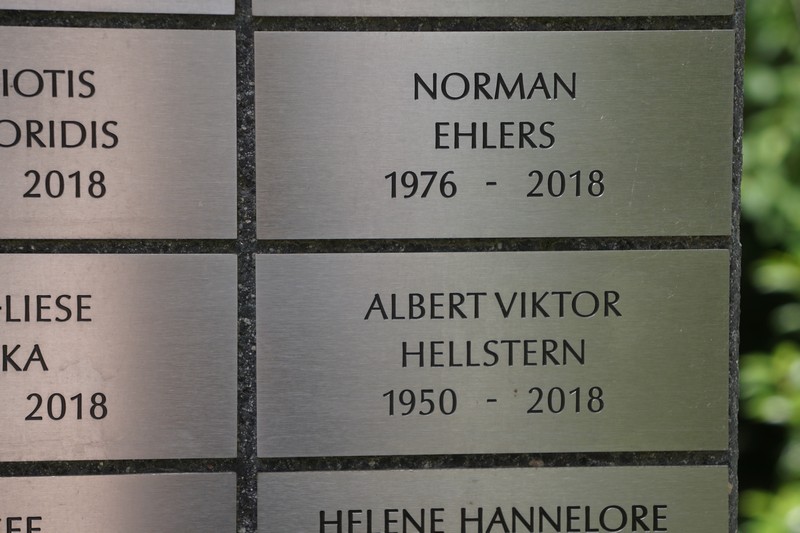 IOTIS
ORIDIS
2018
NORMAN
EHLERS
1976 - 2018
-LIESE
KA
2018
ALBERT VIKTOR
HELLSTERN
1950 - 2018
HELENE HANNELORE